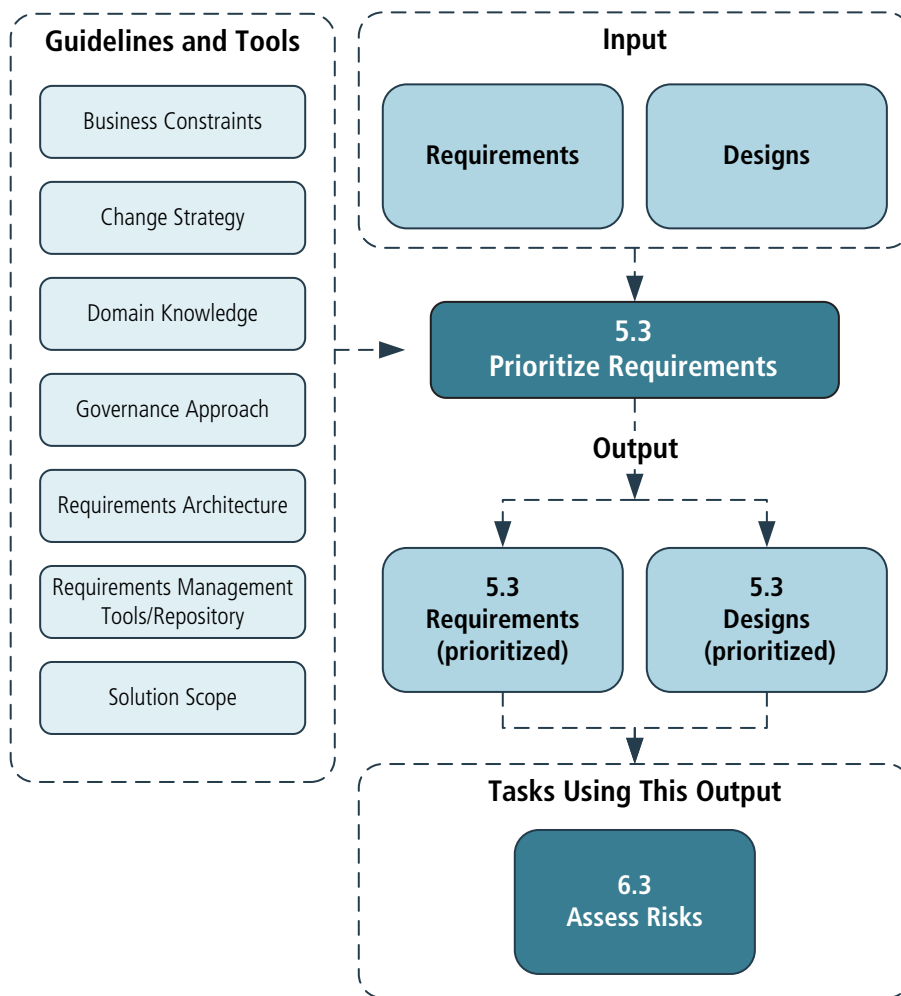 Guidelines and Tools
Business Constraints
Change Strategy
Domain Knowledge
Governance Approach
Requirements Architecture
Requirements Management
Tools/Repository
Solution Scope
Input
Requirements
Designs
5.3
Prioritize Requirements
Output
5.3
Requirements
(prioritized)
5.3
Designs
(prioritized)
Tasks Using This Output
6.3
Assess Risks